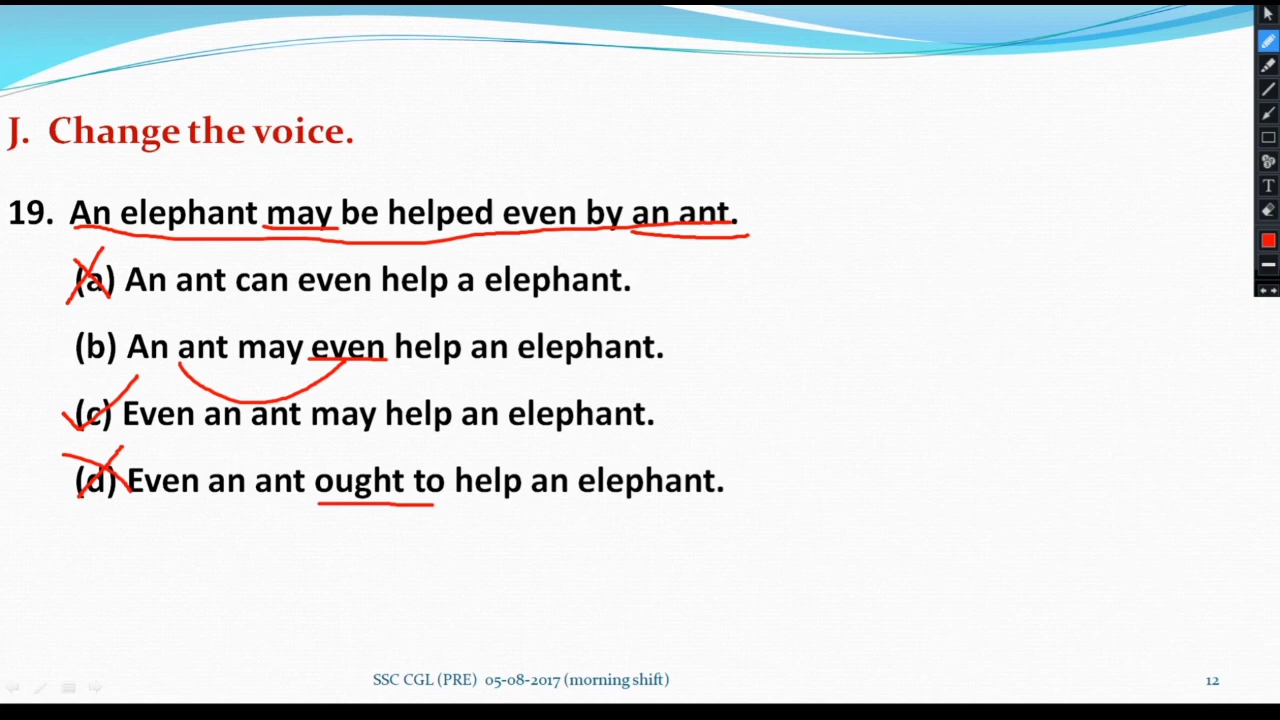 J. Change the voice.
19. An elephant may be helped even by an ant.
(a) An ant can even help a elephant.
(b) An ant may even help an elephant.
(c) Even an ant may help an elephant.
(d) Even an ant ought to help an elephant.
SSC CGL (PRE) 05-08-2017 (morning shift)
12